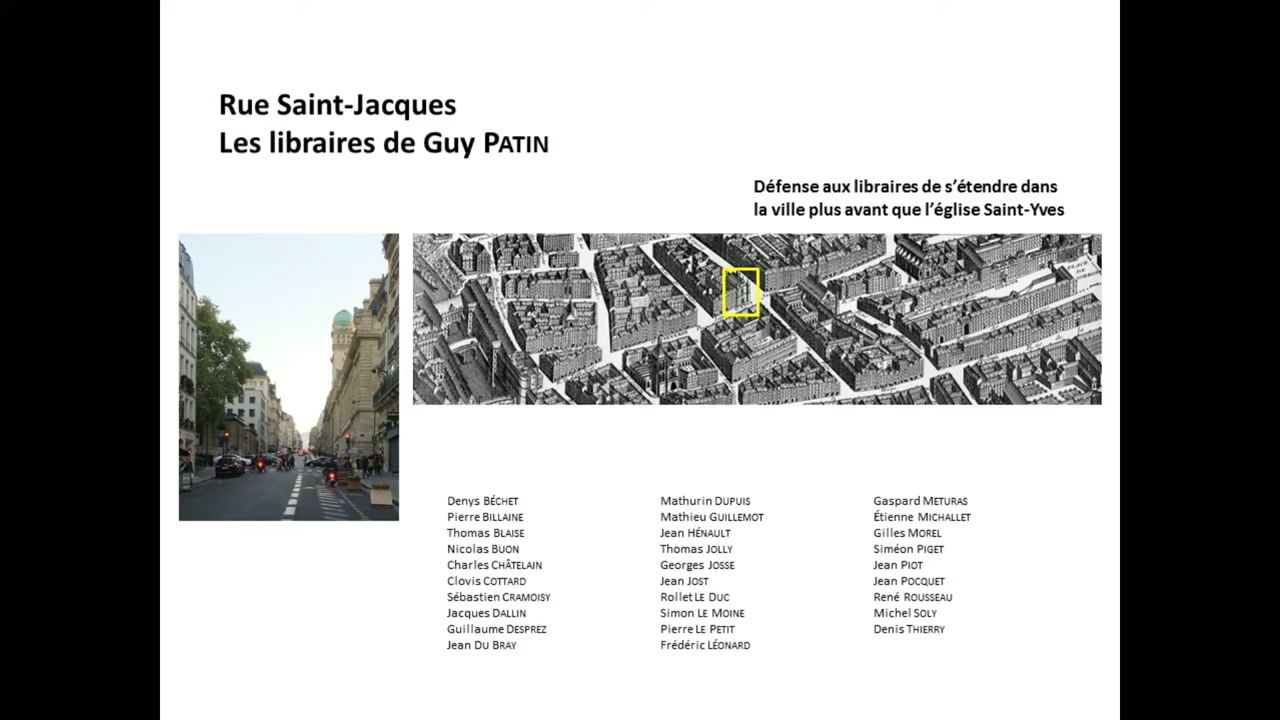 Rue Saint-Jacques
Les libraires de Guy PATIN
Défense aux libraires de s’étendre dans
la ville plus avant que l’église Saint-Yves
Denys BÉCHET
Pierre BILLAINE
Thomas BLAISE
Nicolas BUON
Charles CHÂTELAIN
Clovis COTTARD
Sébastien CRAMOISY
Jacques DALLIN
Guillaume DESPREZ
Jean DU BRAY
Mathurin DUPUIS
Mathieu GUILLEMOT
Jean HÉNAULT
Thomas JOLLY
Georges JOSSE
Jean JOST
Rollet LE DUC
Simon LE MOINE
Pierre LE PETIT
Frédéric LÉONARD
Gaspard METURAS
Étienne MICHALLET
Gilles MOREL
Siméon PIGET
Jean PIOT
Jean POCQUET
René ROUSSEAU
Michel SOLY
Denis THIERRY